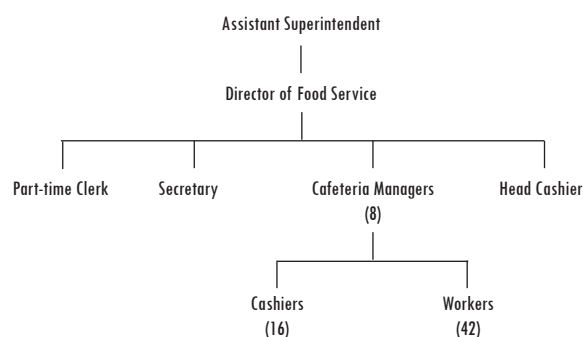 Assistant Superintendent
Director of Food Service
Part-time Clerk
Secretary
Cafeteria Managers
(8)
Head Cashier
Cashiers
(16)
Workers
(42)